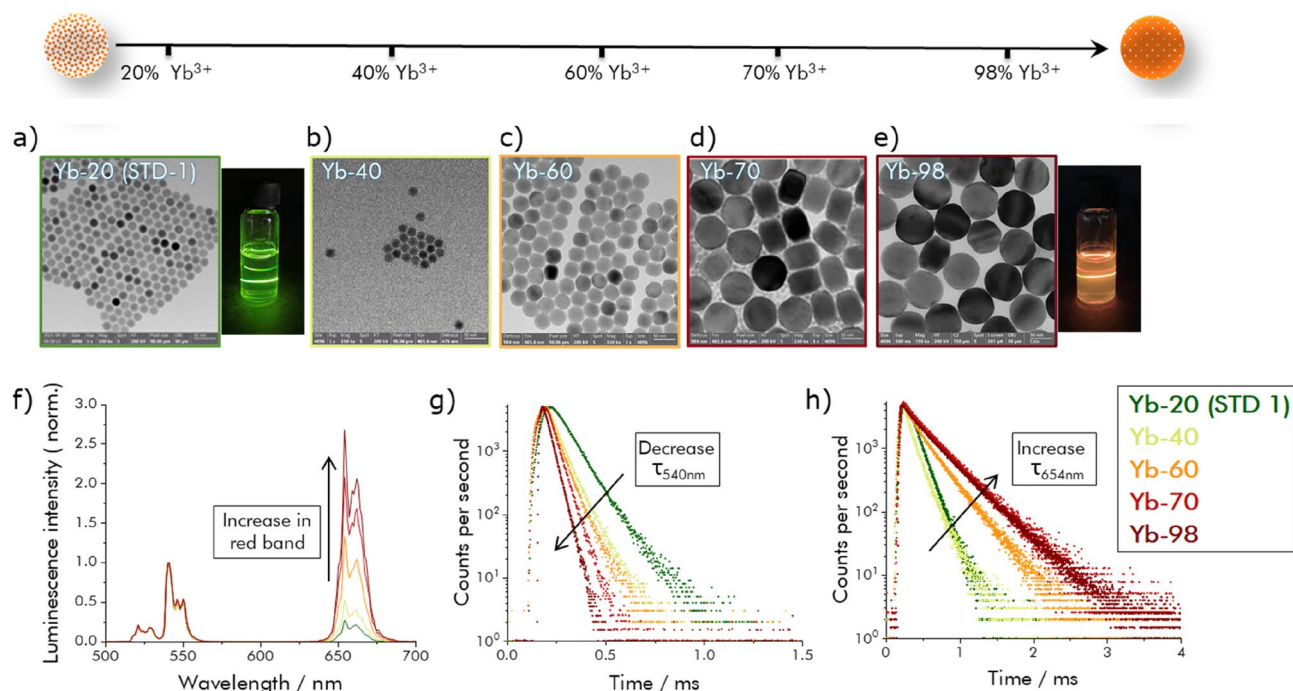 20% Yb³⁺
40% Yb³⁺
60% Yb³⁺
70% Yb³⁺
98% Yb³⁺
a)
b)
c)
d)
e)
Yb-20 (STD-1)
Yb-40
Yb-60
Yb-70
Yb-98
f)
Luminescence intensity ( norm.)
3.0
2.5
2.0
1.5
1.0
0.5
0.0
Increase in
red band
500
550
600
650
700
Wavelength / nm
g)
Counts per second
10³
10²
10¹
10⁰
Decrease
τ540nm
0.0
0.5
1.0
1.5
Time / ms
h)
Counts per second
10³
10²
10¹
10⁰
Increase
τ654nm
0
1
2
3
4
Time / ms
Yb-20 (STD 1)
Yb-40
Yb-60
Yb-70
Yb-98